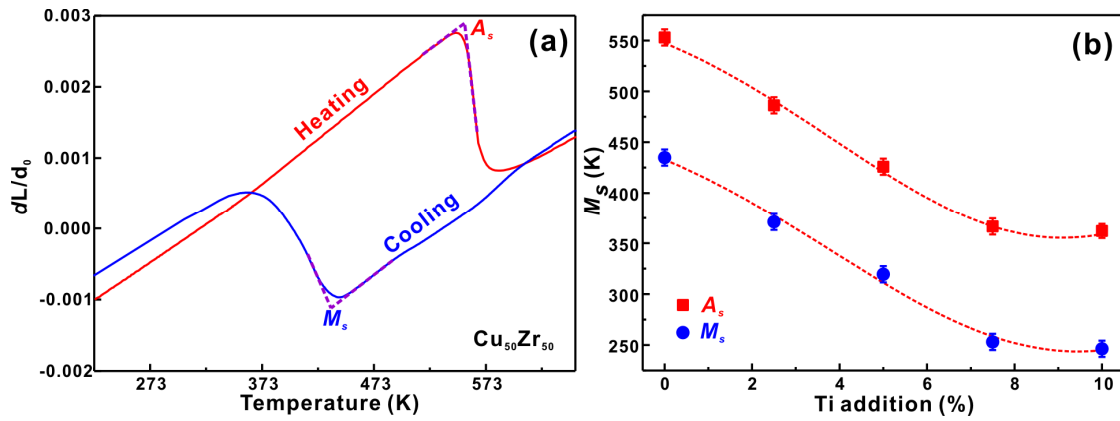 (a)
dL/d₀
0.003
0.002
0.001
0.000
-0.001
-0.002
Heating
Cooling
Aₛ
Mₛ
Cu₅₀Zr₅₀
273
373
473
573
Temperature (K)
(b)
Mₛ (K)
550
500
450
400
350
300
250
Aₛ
Mₛ
0
2
4
6
8
10
Ti addition (%)